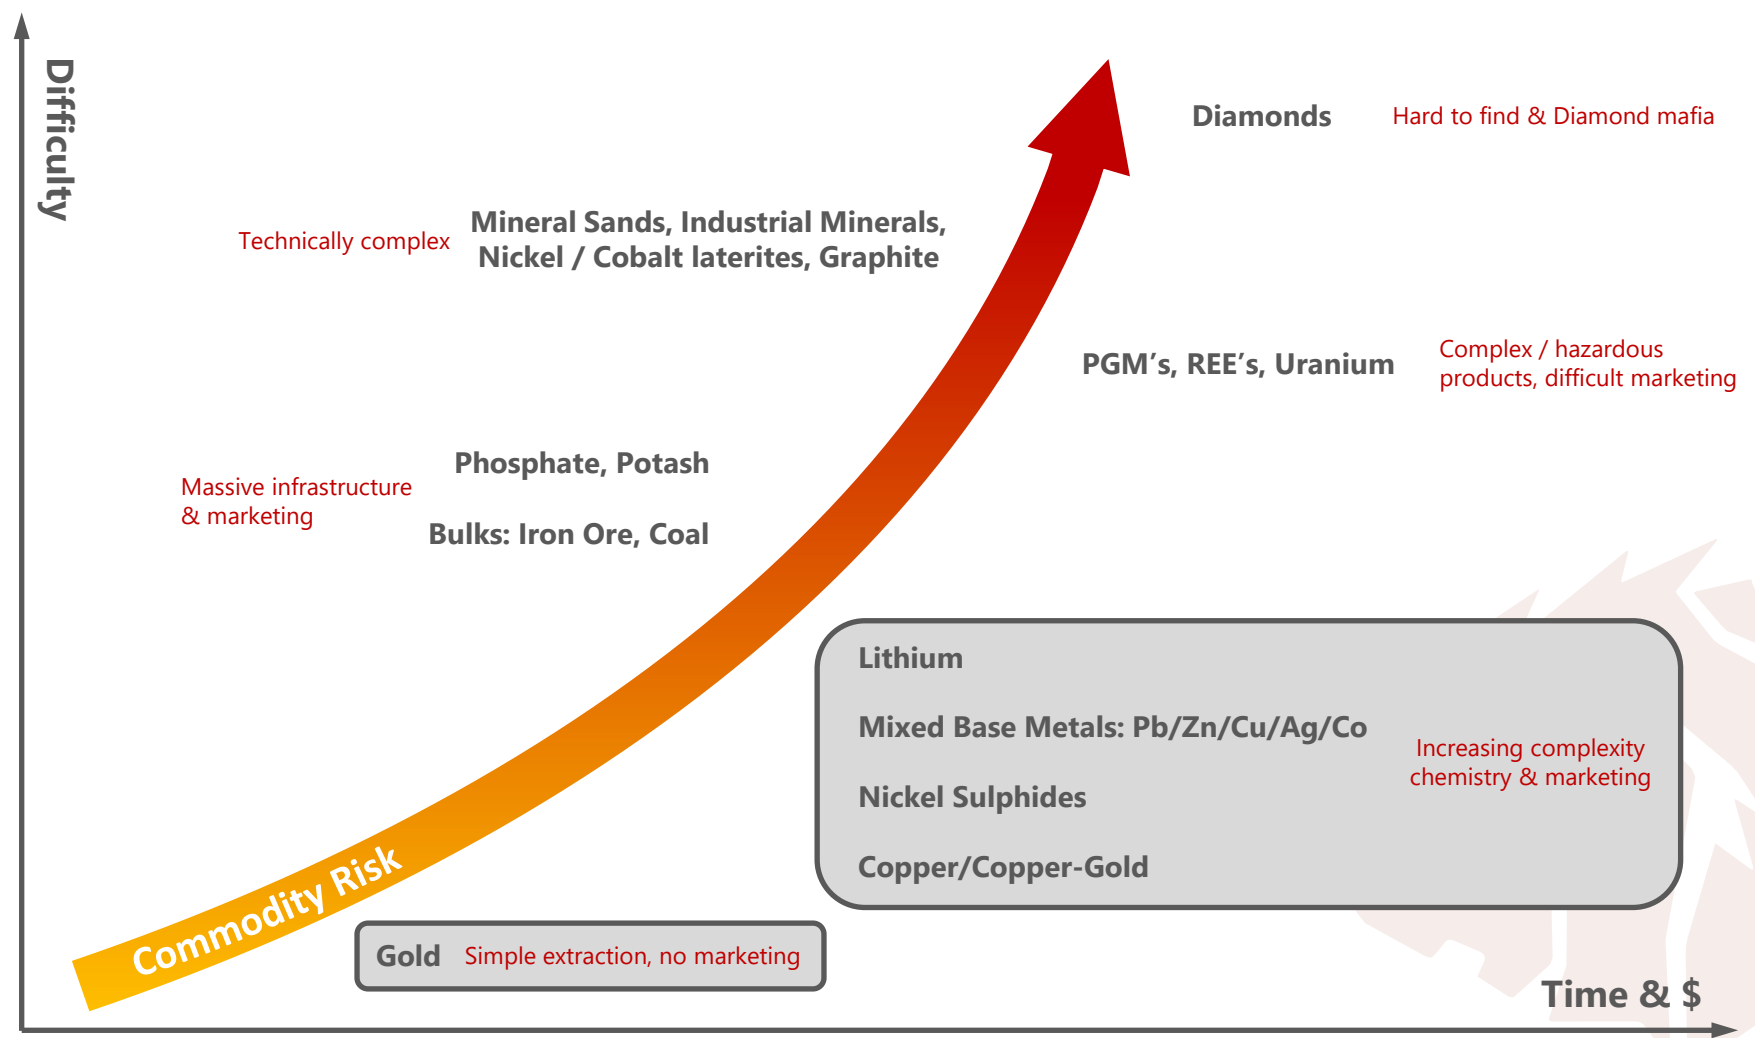 Difficulty
Diamonds
Hard to find & Diamond mafia
Technically complex
Mineral Sands, Industrial Minerals,
Nickel / Cobalt laterites, Graphite
PGM’s, REE’s, Uranium
Complex / hazardous
products, difficult marketing
Phosphate, Potash
Massive infrastructure
& marketing
Bulks: Iron Ore, Coal
Lithium
Mixed Base Metals: Pb/Zn/Cu/Ag/Co
Increasing complexity
chemistry & marketing
Nickel Sulphides
Copper/Copper-Gold
Commodity Risk
Gold
Simple extraction, no marketing
Time & $